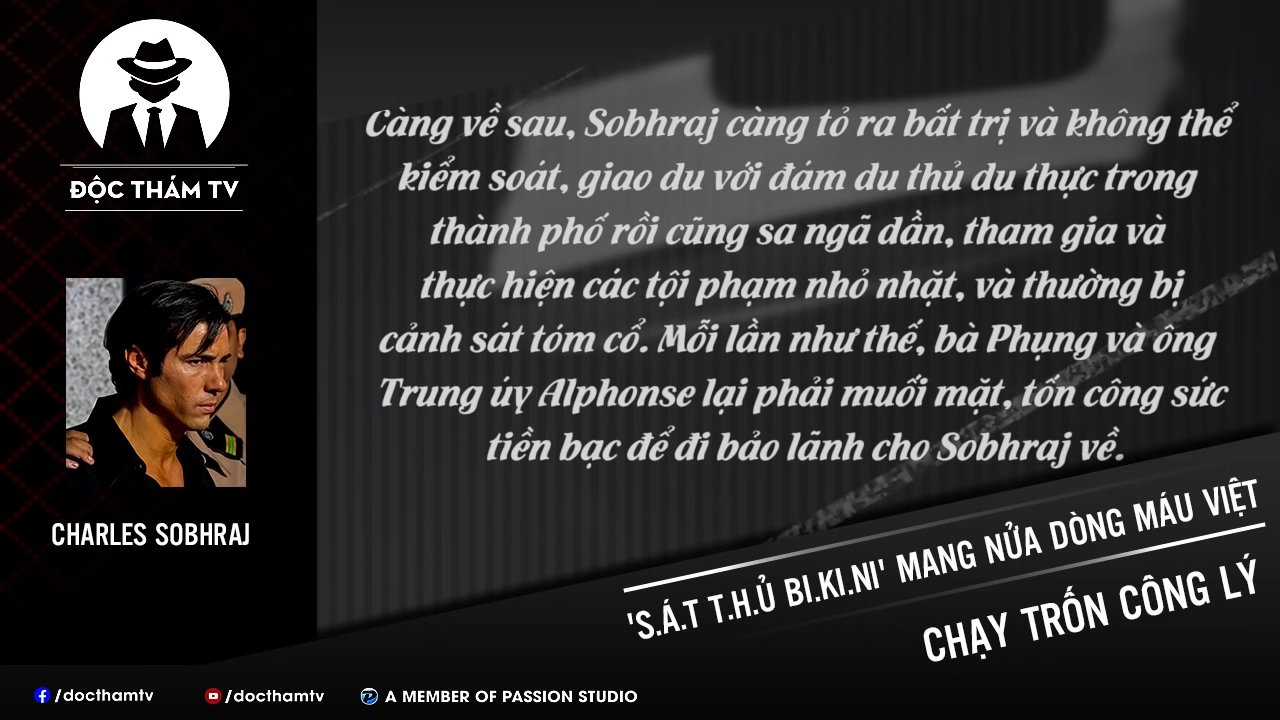 ĐỘC THÁM TV
CHARLES SOBHRAJ
Càng về sau, Sobhraj càng tỏ ra bất trị và không thể
kiểm soát, giao du với đám du thủ du thực trong
thành phố rồi cũng sa ngã dần, tham gia và
thực hiện các tội phạm nhỏ nhặt, và thường bị
cảnh sát tóm cổ. Mỗi lần như thế, bà Phụng và ông
Trung úy Alphonse lại phải muối mặt, tốn công sức
tiền bạc để đi bảo lãnh cho Sobhraj về.
'S.Á.T T.H.Ủ BI.KI.NI' MANG NỬA DÒNG MÁU VIỆT
CHẠY TRỐN CÔNG LÝ
/docthamtv /docthamtv A MEMBER OF PASSION STUDIO